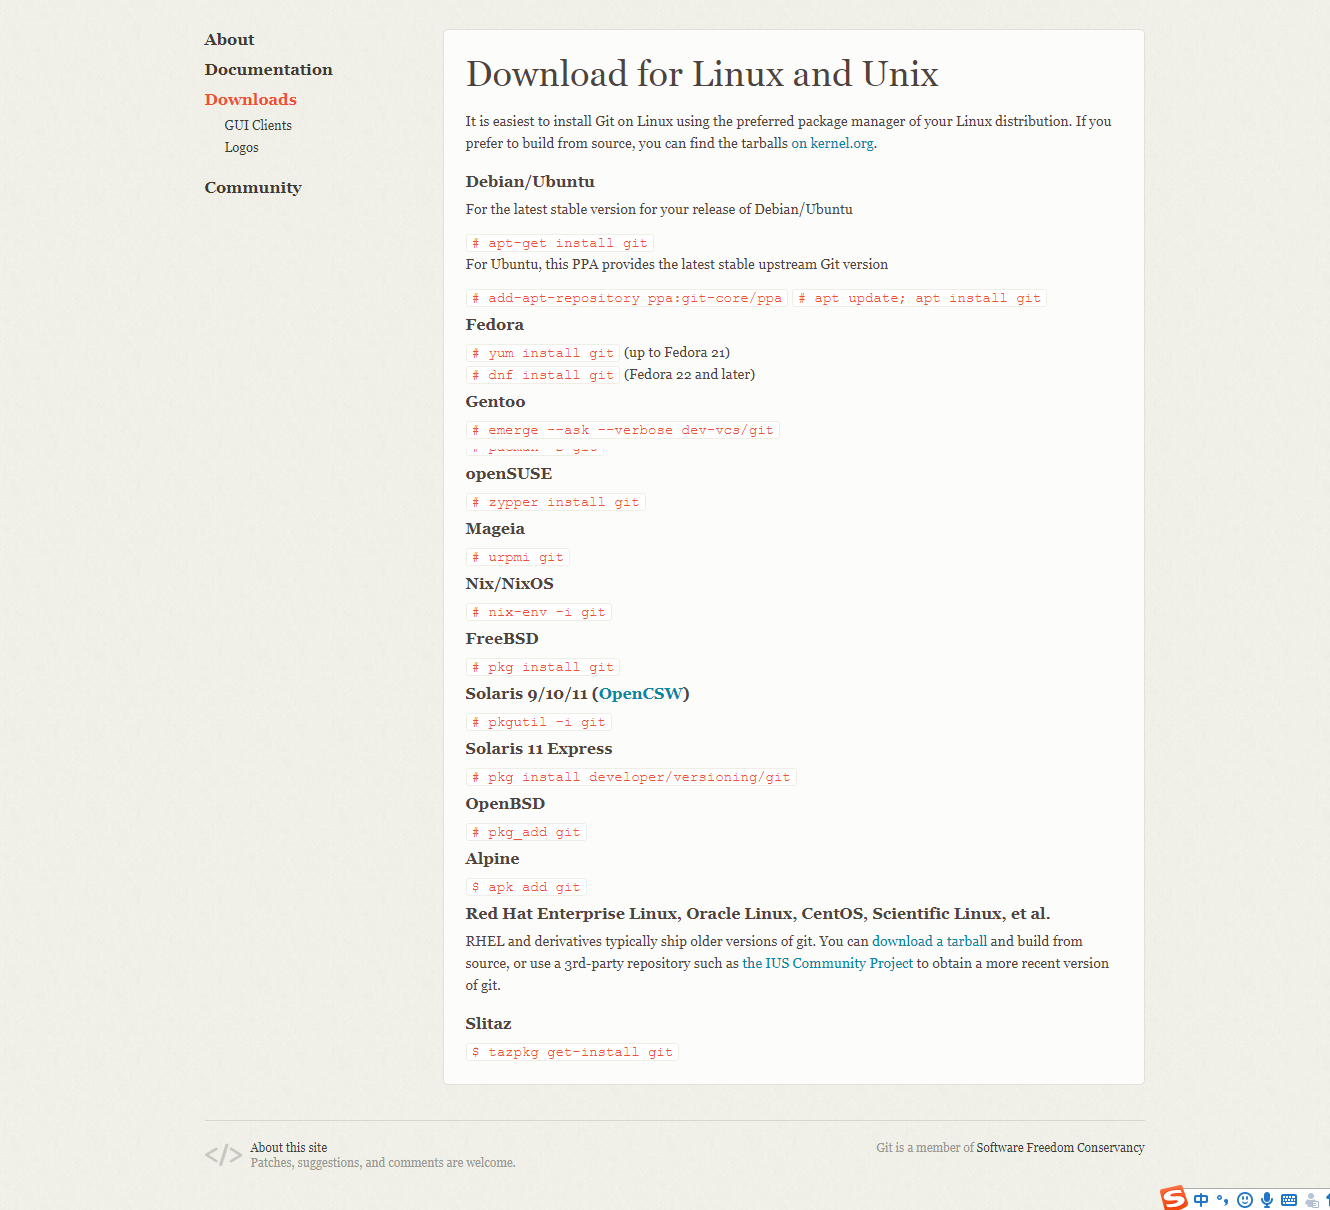 About
Documentation
Downloads
GUI Clients
Logos
Community
Download for Linux and Unix
It is easiest to install Git on Linux using the preferred package manager of your Linux distribution. If you
prefer to build from source, you can find the tarballs on kernel.org.
Debian/Ubuntu
For the latest stable version for your release of Debian/Ubuntu
# apt-get install git
For Ubuntu, this PPA provides the latest stable upstream Git version
# add-apt-repository ppa:git-core/ppa # apt update; apt install git
Fedora
# yum install git (up to Fedora 21)
# dnf install git (Fedora 22 and later)
Gentoo
# emerge --ask --verbose dev-vcs/git
openSUSE
# zypper install git
Mageia
# urpmi git
Nix/NixOS
# nix-env -i git
FreeBSD
# pkg install git
Solaris 9/10/11 (OpenCSW)
# pkgutil -i git
Solaris 11 Express
# pkg install developer/versioning/git
OpenBSD
# pkg_add git
Alpine
$ apk add git
Red Hat Enterprise Linux, Oracle Linux, CentOS, Scientific Linux, et al.
RHEL and derivatives typically ship older versions of git. You can download a tarball and build from
source, or use a 3rd-party repository such as the IUS Community Project to obtain a more recent version
of git.
Slitaz
$ tazpkg get-install git
</> About this site
Patches, suggestions, and comments are welcome.
Git is a member of Software Freedom Conservancy
S 中 °,